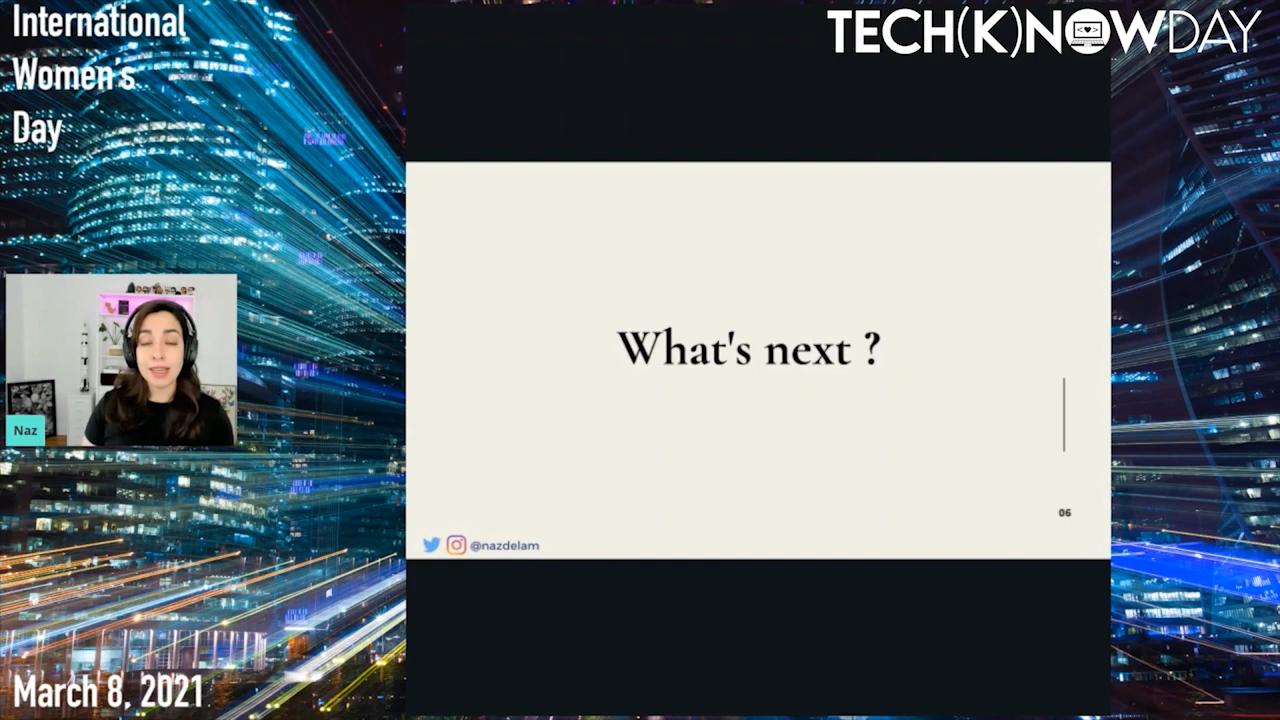 International
Women's
Day
TECH(K)NOWDAY
What's next ?
Naz
06
@nazdelam
March 8, 2021